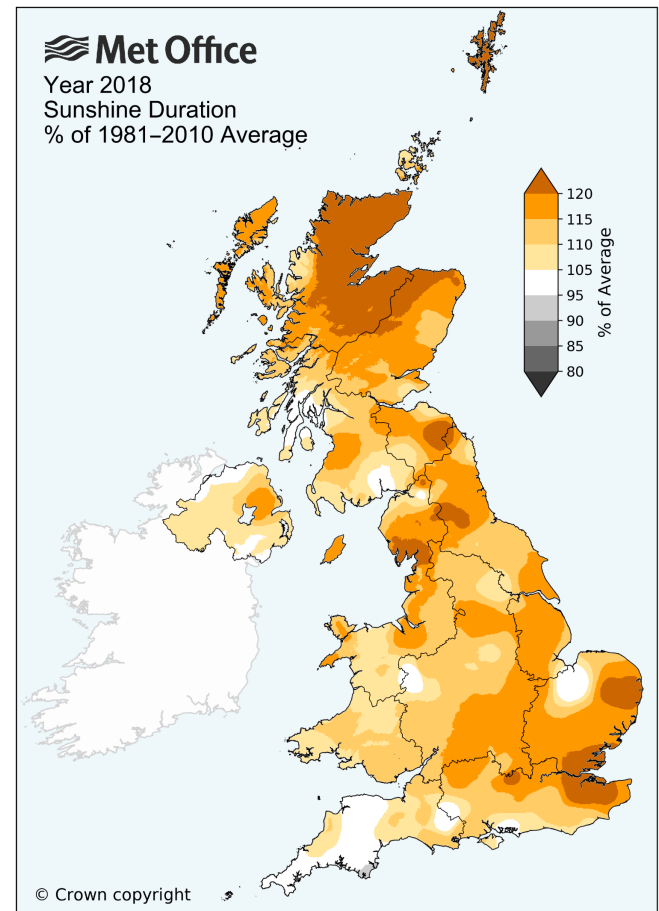 Met Office
Year 2018
Sunshine Duration
% of 1981–2010 Average
120
115
110
105
95
90
85
80
% of Average
© Crown copyright